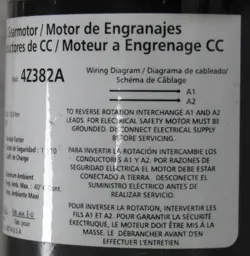 Gearmotor / Motor de Engranajes
ductores de CC / Moteur a Engrenage CC
4Z382A
Wiring Diagram / Diagrama de cableado/
Schéma de Câblage
A1
A2
TO REVERSE ROTATION INTERCHANGE A1 AND A2
LEADS. FOR ELECTRICAL SAFETY MOTOR MUST BE
GROUNDED. DISCONNECT ELECTRICAL SUPPLY
BEFORE SERVICING.
PARA INVERTIR LA ROTACIÓN INTERCAMBIE LOS
CONDUCTORES A1 Y A2. POR RAZONES DE
SEGURIDAD ELÉCTRICA EL MOTOR DEBE ESTAR
CONECTADO A TIERRA. DESCONECTE EL
SUMINISTRO ELÉCTRICO ANTES DE
REALIZAR EL SERVICIO.
POUR INVERSER LA ROTATION, INTERVERTIR LES
FILS A1 ET A2. POUR GARANTIR LA SÉCURITÉ
ÉLECTRIQUE, LE MOTEUR DOIT ÊTRE MIS À LA
MASSE. LE DÉBRANCHER AVANT
D'EFFECTUER L'ENTRETIEN